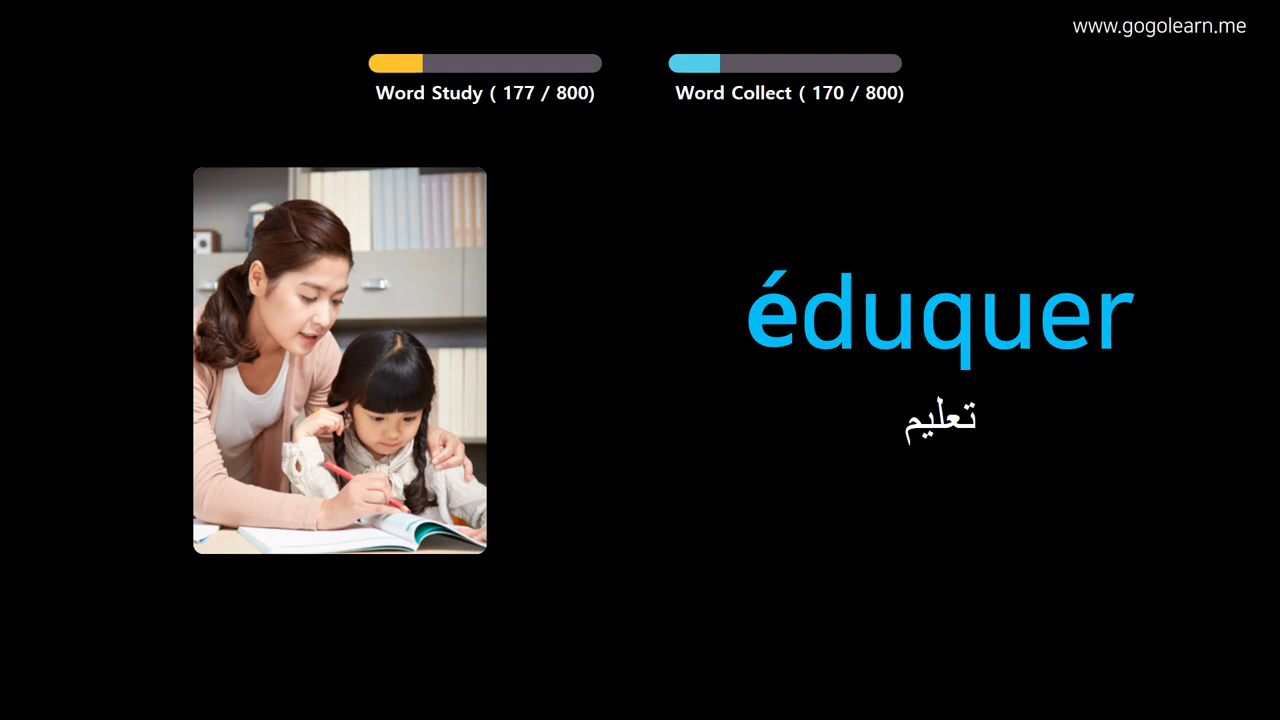 www.gogolearn.me
Word Study ( 177 / 800)
Word Collect ( 170 / 800)
éduquer
تعليم